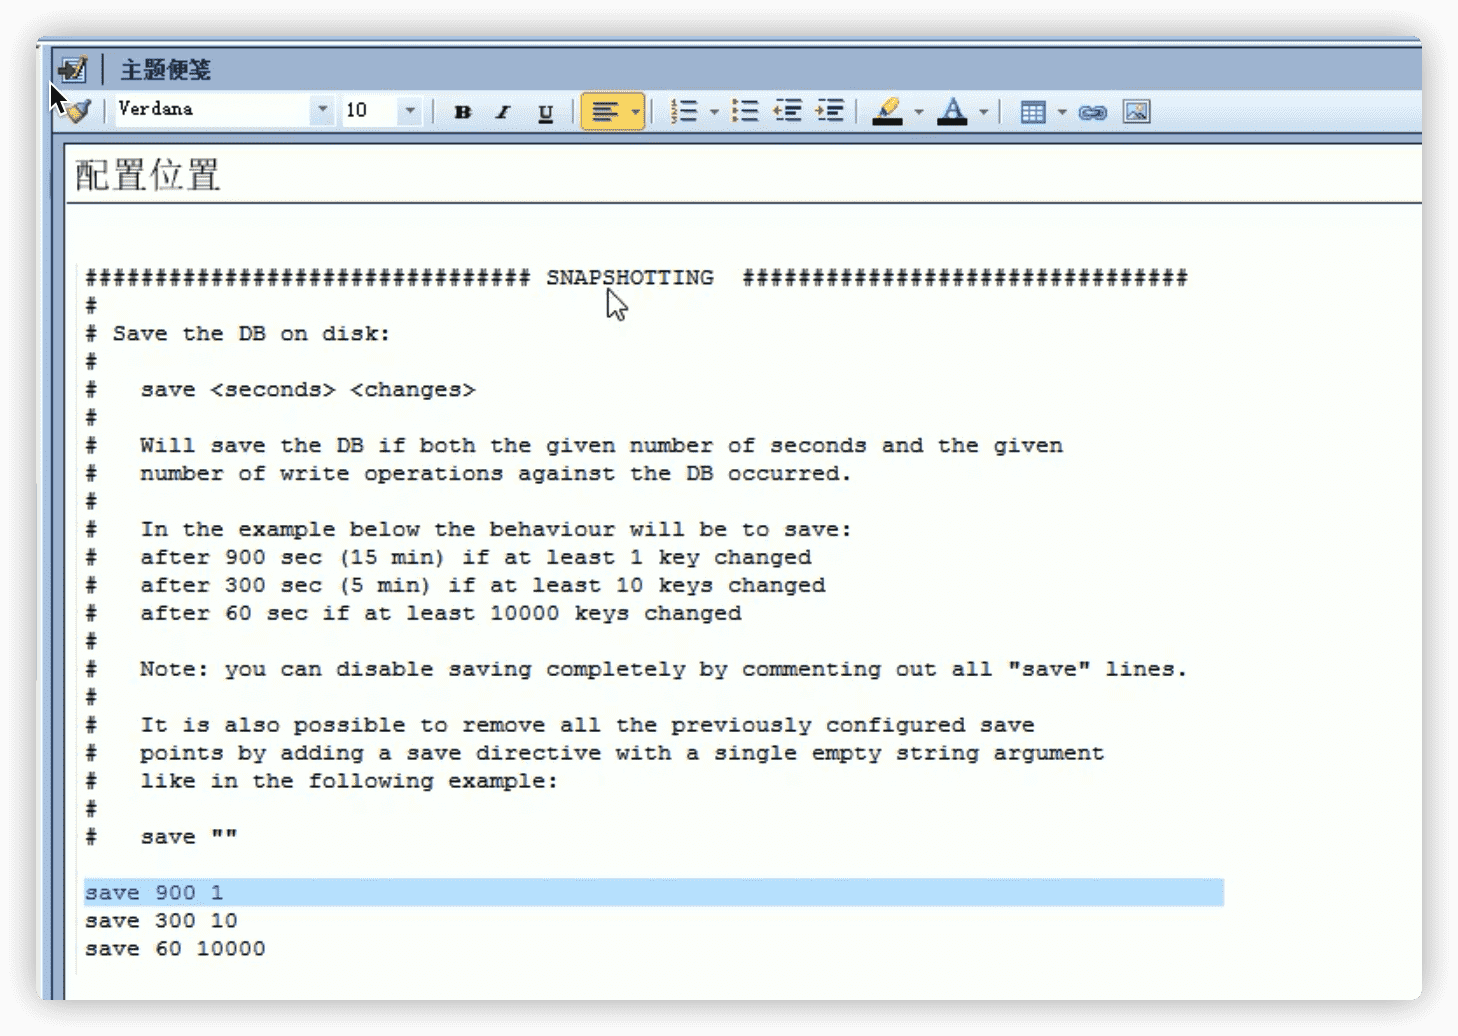 主题便笺
Verdana 10 B I U A
配置位置
################################ SNAPSHOTTING  ################################
#
# Save the DB on disk:
#
#   save <seconds> <changes>
#
#   Will save the DB if both the given number of seconds and the given
#   number of write operations against the DB occurred.
#
#   In the example below the behaviour will be to save:
#   after 900 sec (15 min) if at least 1 key changed
#   after 300 sec (5 min) if at least 10 keys changed
#   after 60 sec if at least 10000 keys changed
#
#   Note: you can disable saving completely by commenting out all "save" lines.
#
#   It is also possible to remove all the previously configured save
#   points by adding a save directive with a single empty string argument
#   like in the following example:
#
#   save ""
save 900 1
save 300 10
save 60 10000